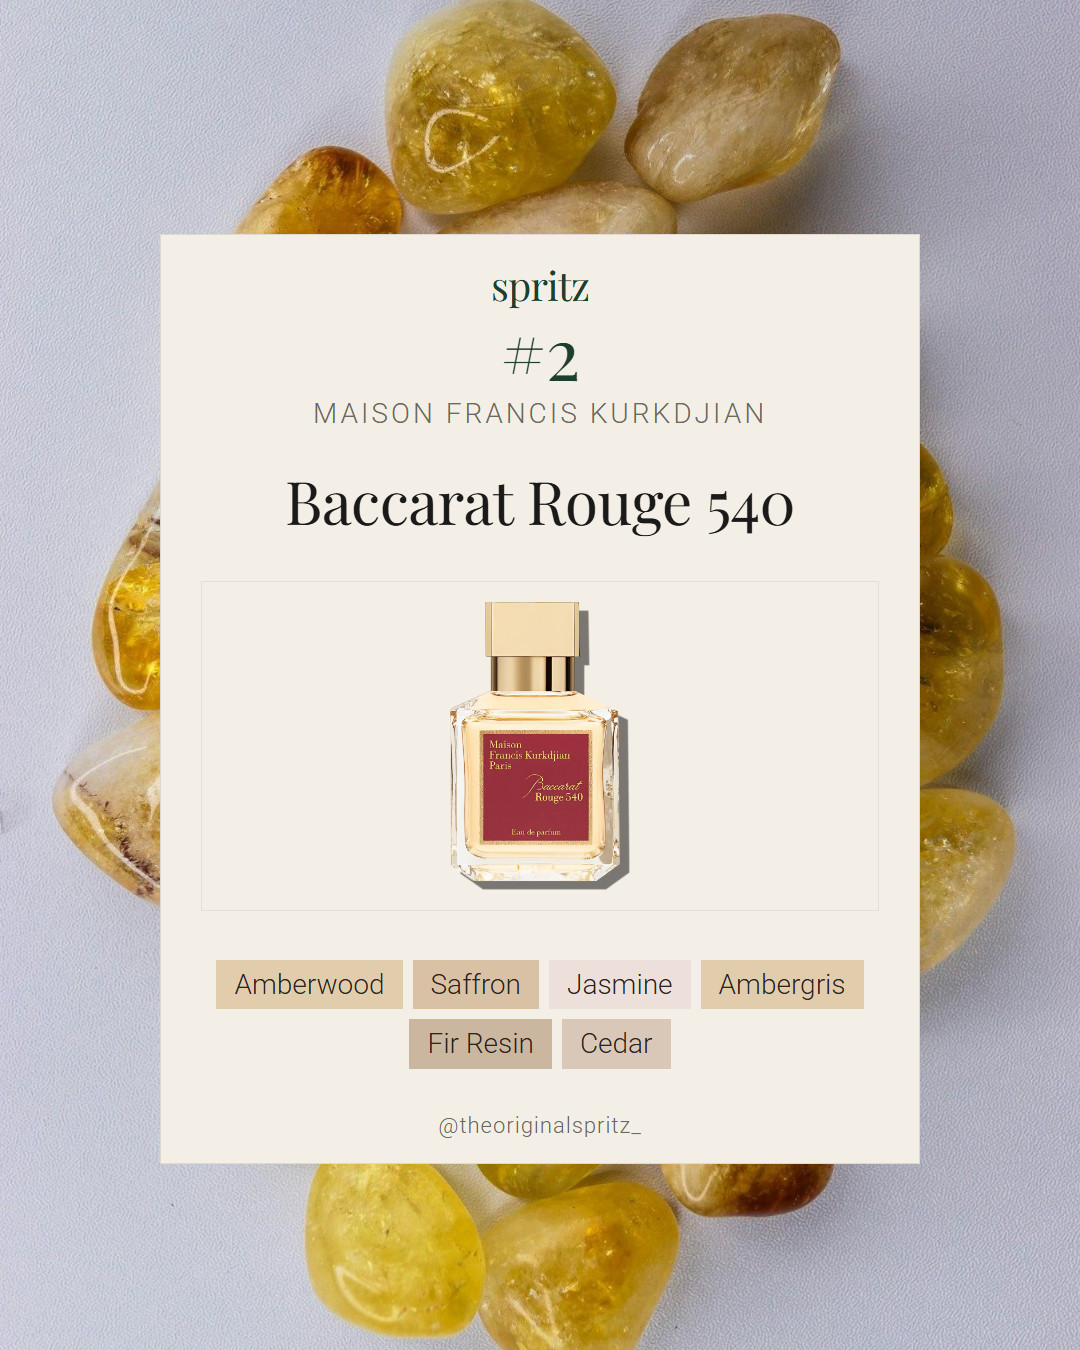 spritz
#2
MAISON FRANCIS KURKDJIAN
Baccarat Rouge 540
Maison
Francis Kurkdjian
Paris
Baccarat
Rouge 540
Eau de parfum
Amberwood Saffron Jasmine Ambergris
Fir Resin Cedar
@theoriginalspritz_